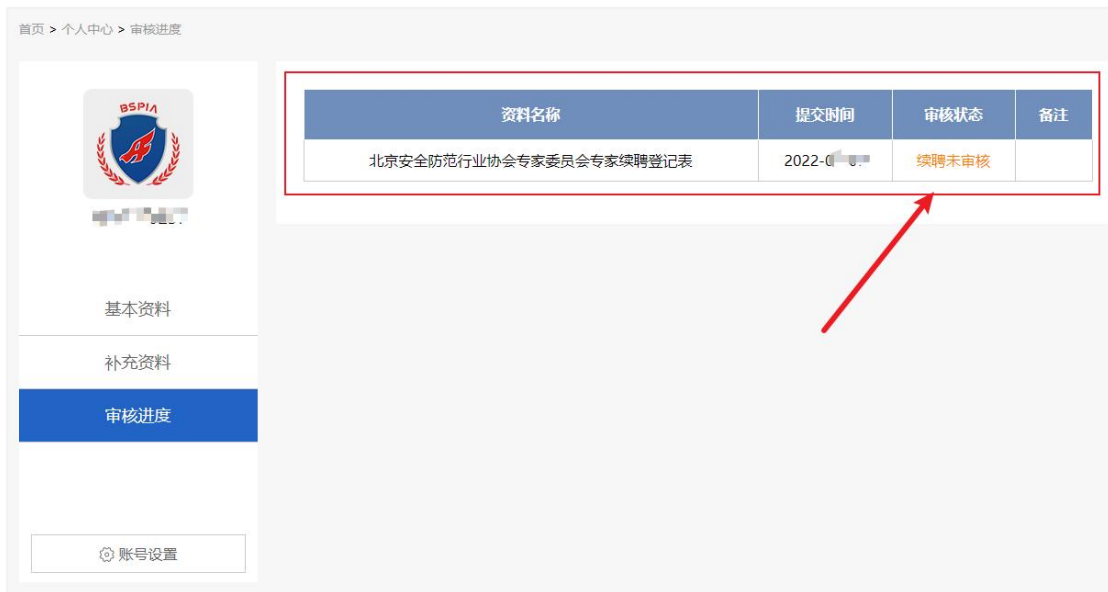 首页 > 个人中心 > 审核进度
BSPIA
基本资料
补充资料
审核进度
账号设置
资料名称 提交时间 审核状态 备注
北京安全防范行业协会专家委员会专家续聘登记表 2022-0 续聘未审核